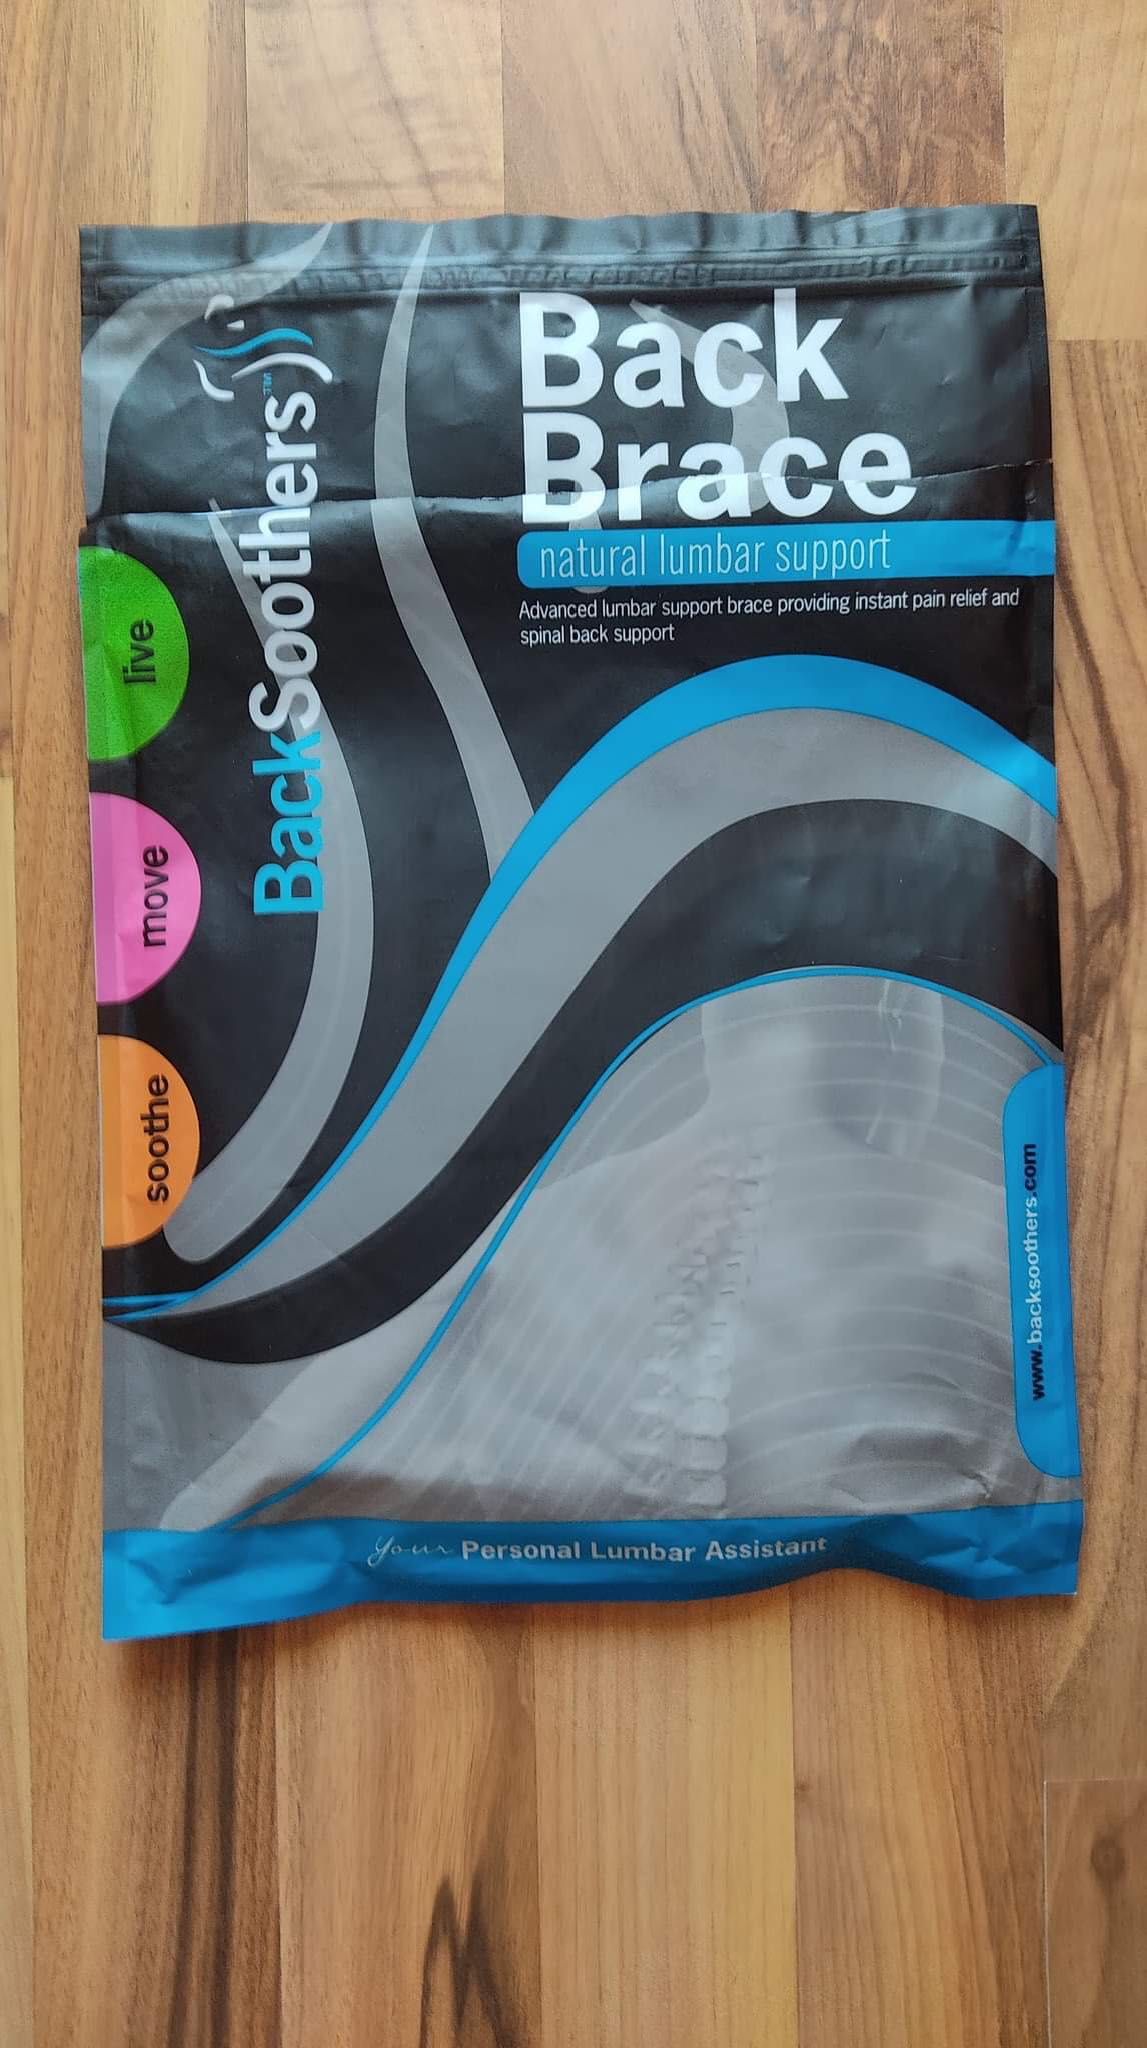 Back
Brace
natural lumbar support
Advanced lumbar support brace providing instant pain relief and
spinal back support
BackSoothers™
live
move
soothe
www.backsoothers.com
Your Personal Lumbar Assistant